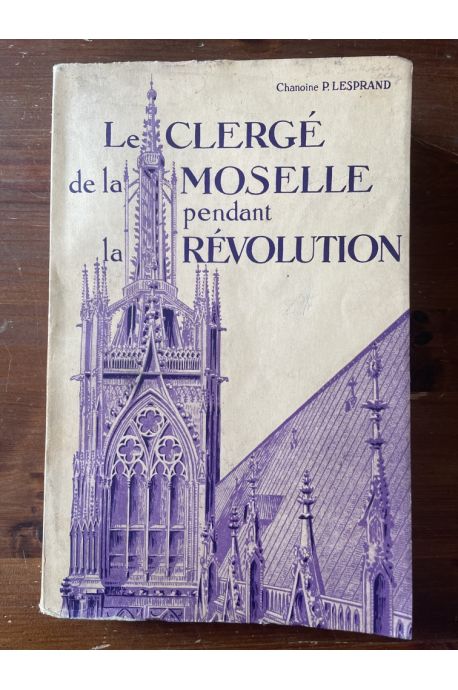 Chanoine P. LESPRAND
Le CLERGÉ
de la MOSELLE
pendant
la RÉVOLUTION